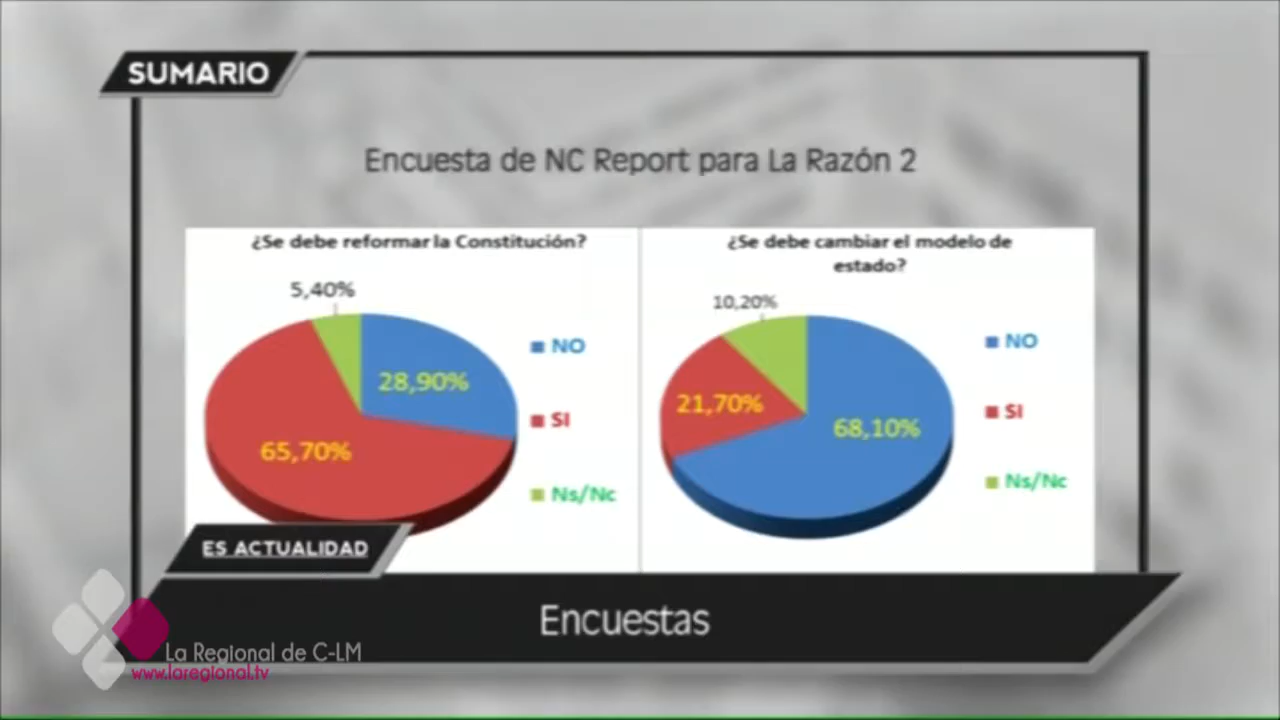 SUMARIO
Encuesta de NC Report para La Razón 2
¿Se debe reformar la Constitución?
5,40%
28,90%
65,70%
NO
SI
Ns/Nc
¿Se debe cambiar el modelo de
estado?
10,20%
21,70%
68,10%
NO
SI
Ns/Nc
ES ACTUALIDAD
Encuestas
La Regional de C-LM
www.laregional.tv